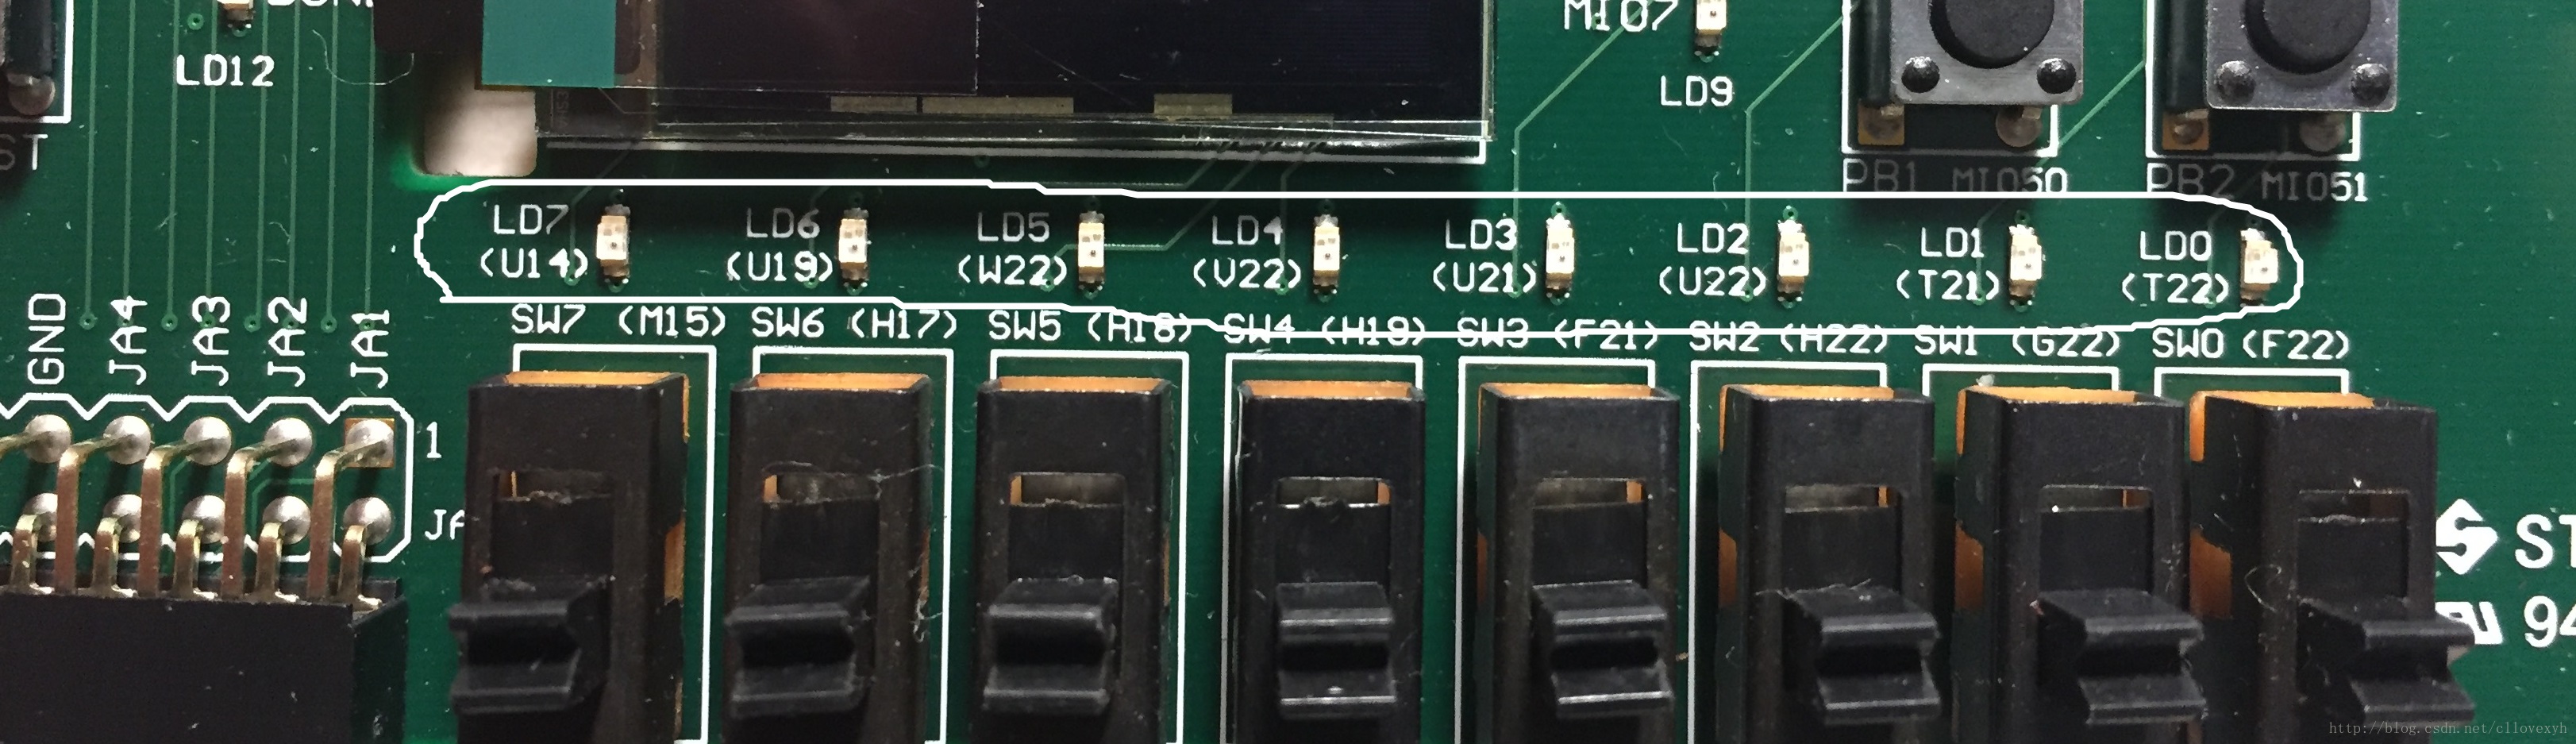 LD12
MIO7
LD9
PB1 MIO50
PB2 MIO51
LD7
(U14)
LD6
(U19)
LD5
(W22)
LD4
(V22)
LD3
(U21)
LD2
(U22)
LD1
(T21)
LD0
(T22)
SW7 (M15)
SW6 (H17)
SW5 (H18)
SW4 (H19)
SW3 (F21)
SW2 (H22)
SW1 (G22)
SW0 (F22)
GND
JA4
JA3
JA2
JA1
1
JA
ST
94
http://blog.csdn.net/cllovexyh